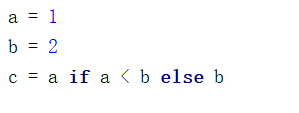 a = 1
b = 2
c = a if a < b else b